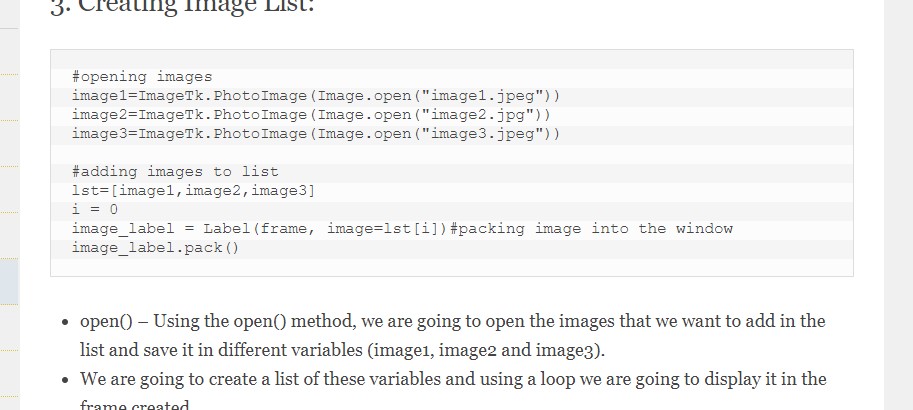 3. Creating Image List:
#opening images
image1=ImageTk.PhotoImage(Image.open("image1.jpeg"))
image2=ImageTk.PhotoImage(Image.open("image2.jpg"))
image3=ImageTk.PhotoImage(Image.open("image3.jpeg"))
#adding images to list
lst=[image1,image2,image3]
i = 0
image_label = Label(frame, image=lst[i])#packing image into the window
image_label.pack()
• open() – Using the open() method, we are going to open the images that we want to add in the
list and save it in different variables (image1, image2 and image3).
• We are going to create a list of these variables and using a loop we are going to display it in the
frame created.